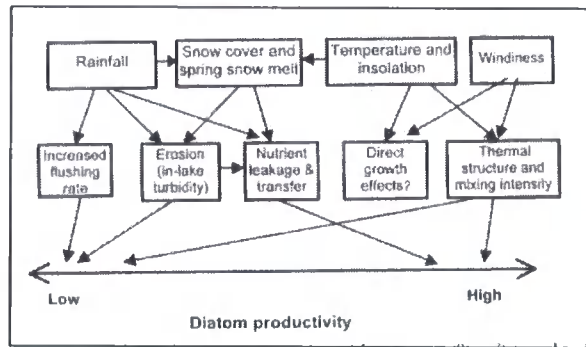 Rainfall
Snow cover and
spring snow melt
Temperature and
insolation
Windiness
Increased
flushing
rate
Erosion
(in-lake
turbidity)
Nutrient
leakage &
transfer
Direct
growth
effects?
Thermal
structure and
mixing intensity
Low
High
Diatom productivity